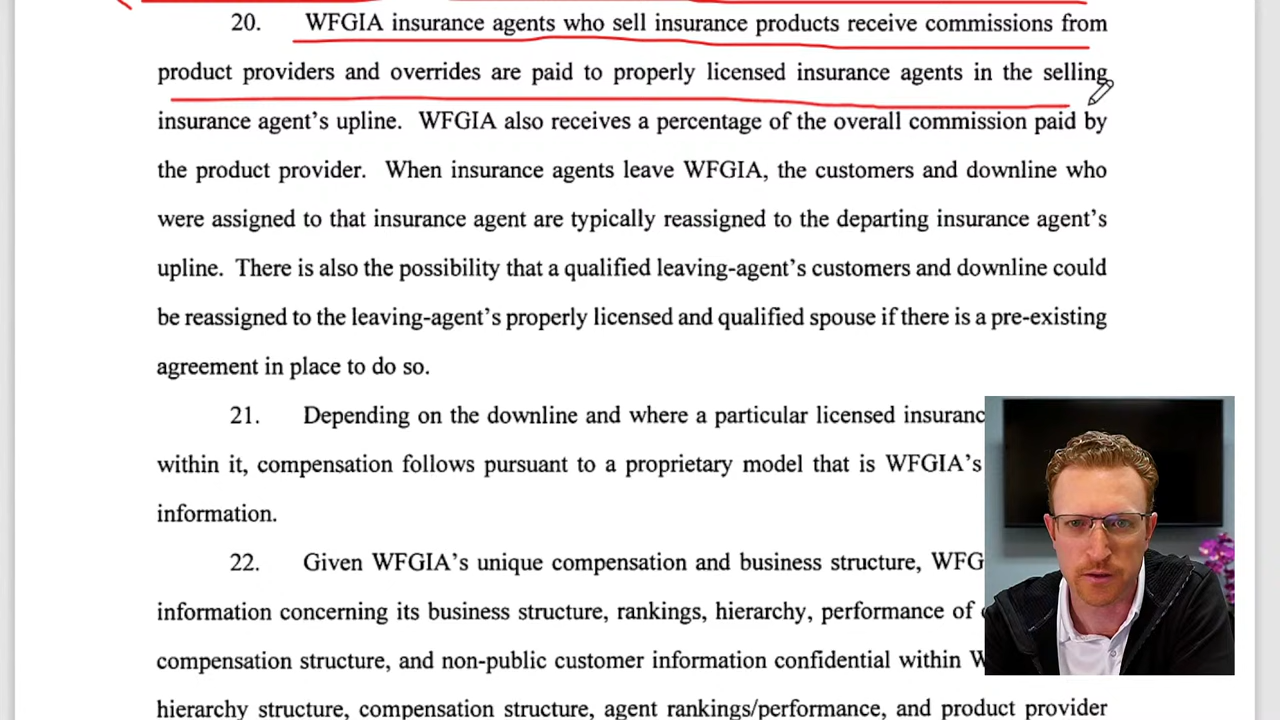 20. WFGIA insurance agents who sell insurance products receive commissions from
product providers and overrides are paid to properly licensed insurance agents in the selling
insurance agent’s upline. WFGIA also receives a percentage of the overall commission paid by
the product provider. When insurance agents leave WFGIA, the customers and downline who
were assigned to that insurance agent are typically reassigned to the departing insurance agent’s
upline. There is also the possibility that a qualified leaving-agent’s customers and downline could
be reassigned to the leaving-agent’s properly licensed and qualified spouse if there is a pre-existing
agreement in place to do so.
21. Depending on the downline and where a particular licensed insuranc
within it, compensation follows pursuant to a proprietary model that is WFGIA’s
information.
22. Given WFGIA’s unique compensation and business structure, WFG
information concerning its business structure, rankings, hierarchy, performance of
compensation structure, and non-public customer information confidential within W
hierarchy structure, compensation structure, agent rankings/performance, and product provider